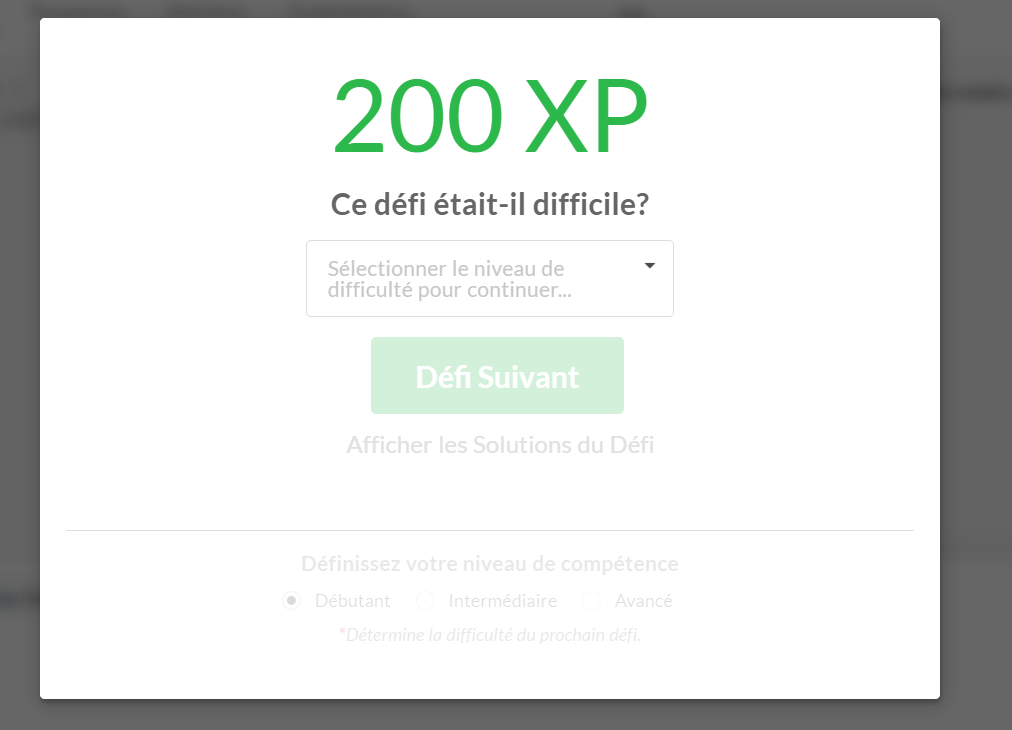 200 XP
Ce défi était-il difficile?
Sélectionner le niveau de
difficulté pour continuer...
Défi Suivant
Afficher les Solutions du Défi
Définissez votre niveau de compétence
Débutant Intermédiaire Avancé
*Détermine la difficulté du prochain défi.